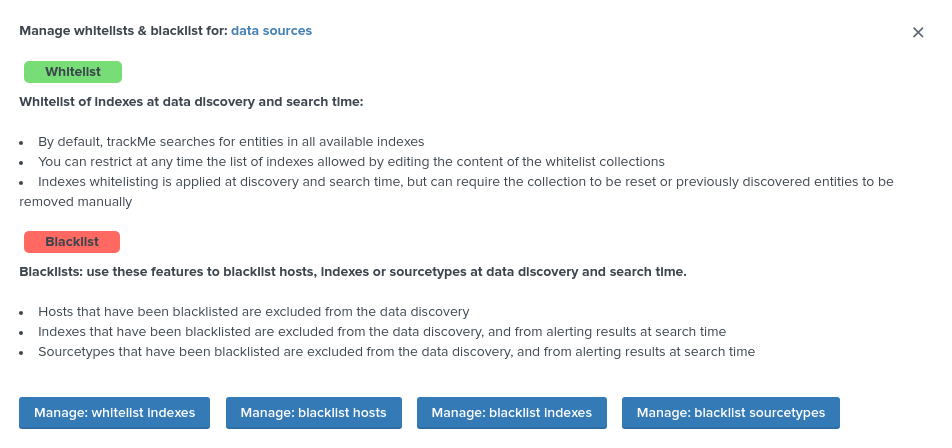 Manage whitelists & blacklist for: data sources
Whitelist
Whitelist of indexes at data discovery and search time:
• By default, trackMe searches for entities in all available indexes
• You can restrict at any time the list of indexes allowed by editing the content of the whitelist collections
• Indexes whitelisting is applied at discovery and search time, but can require the collection to be reset or previously discovered entities to be
removed manually
Blacklist
Blacklists: use these features to blacklist hosts, indexes or sourcetypes at data discovery and search time.
• Hosts that have been blacklisted are excluded from the data discovery
• Indexes that have been blacklisted are excluded from the data discovery, and from alerting results at search time
• Sourcetypes that have been blacklisted are excluded from the data discovery, and from alerting results at search time
Manage: whitelist indexes Manage: blacklist hosts Manage: blacklist indexes Manage: blacklist sourcetypes